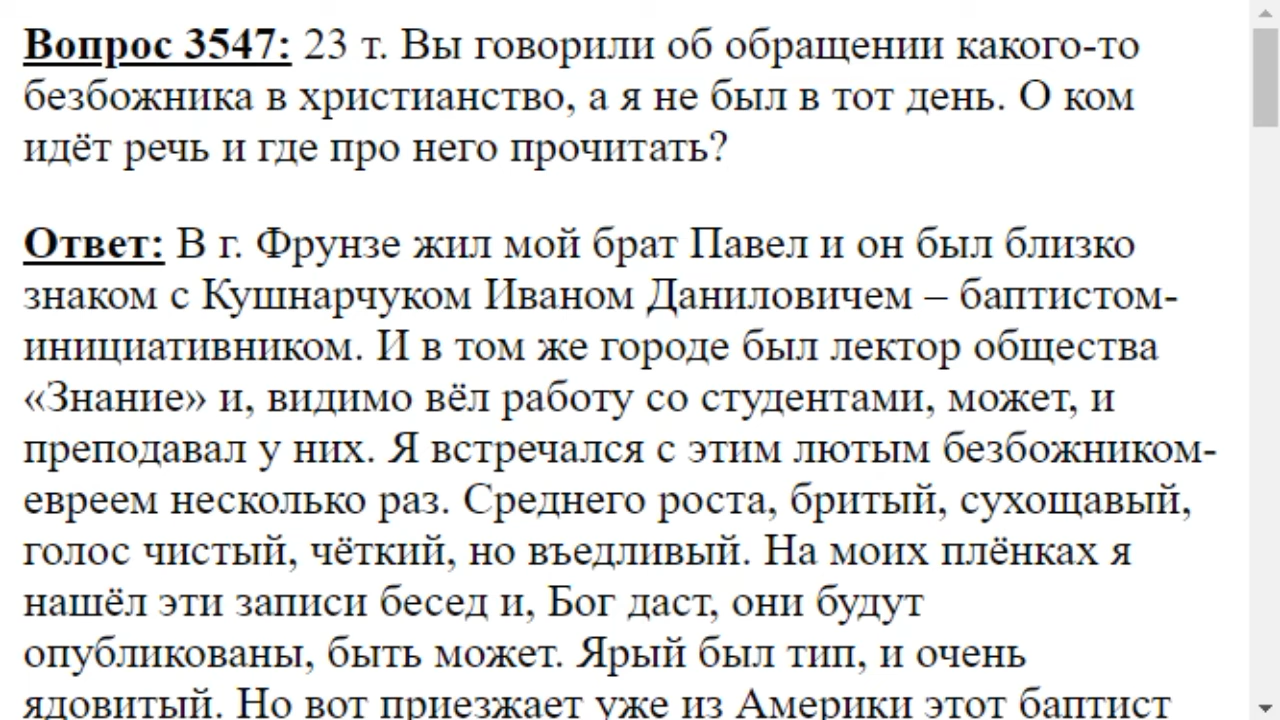 Вопрос 3547: 23 т. Вы говорили об обращении какого-то
безбожника в христианство, а я не был в тот день. О ком
идёт речь и где про него прочитать?
Ответ: В г. Фрунзе жил мой брат Павел и он был близко
знаком с Кушнарчуком Иваном Даниловичем – баптистом-
инициативником. И в том же городе был лектор общества
«Знание» и, видимо вёл работу со студентами, может, и
преподавал у них. Я встречался с этим лютым безбожником-
евреем несколько раз. Среднего роста, бритый, сухощавый,
голос чистый, чёткий, но въедливый. На моих плёнках я
нашёл эти записи бесед и, Бог даст, они будут
опубликованы, быть может. Ярый был тип, и очень
ядовитый. Но вот приезжает уже из Америки этот баптист